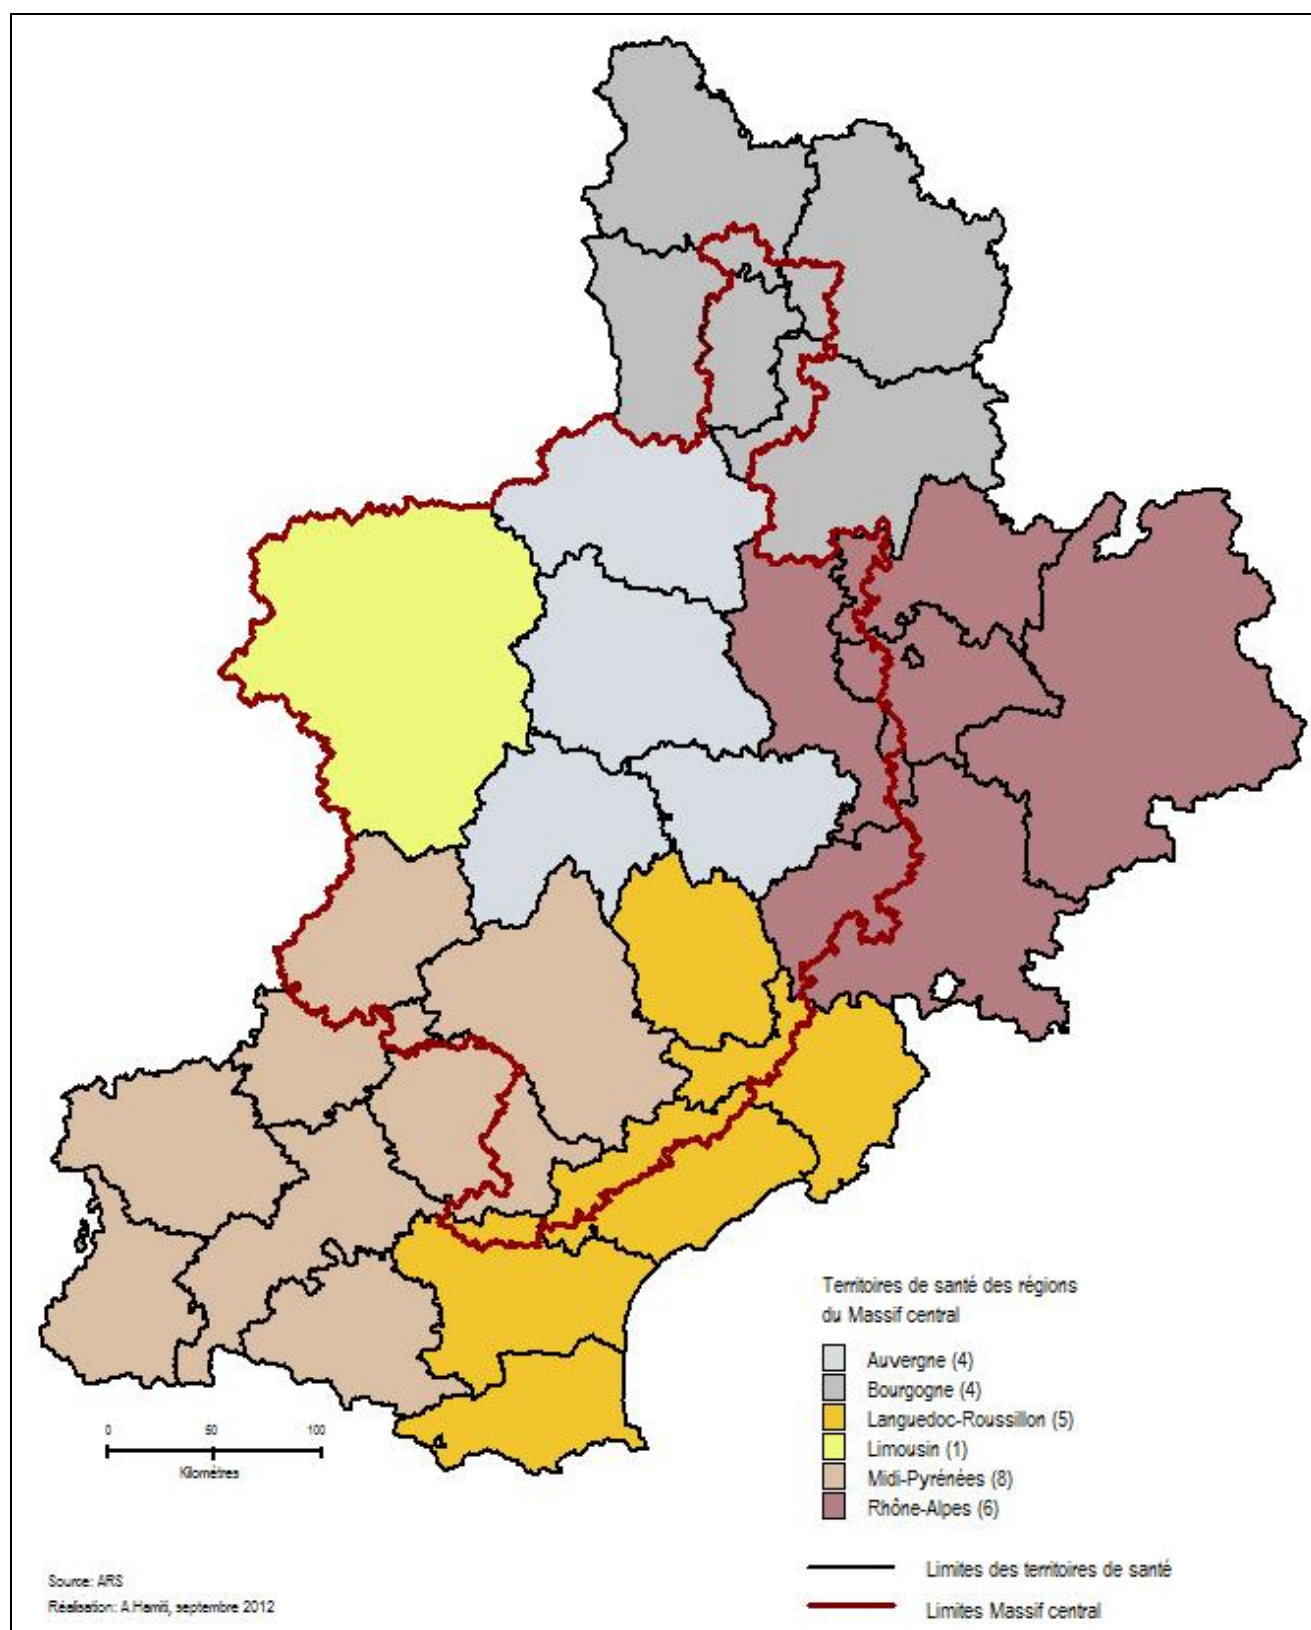 Territoires de santé des régions
du Massif central
Auvergne (4)
Bourgogne (4)
Languedoc-Roussillon (5)
Limousin (1)
Midi-Pyrénées (8)
Rhône-Alpes (6)
0 50 100
Kilomètres
Limites des territoires de santé
Limites Massif central
Source: ARS
Réalisation: A.Hamiti, septembre 2012